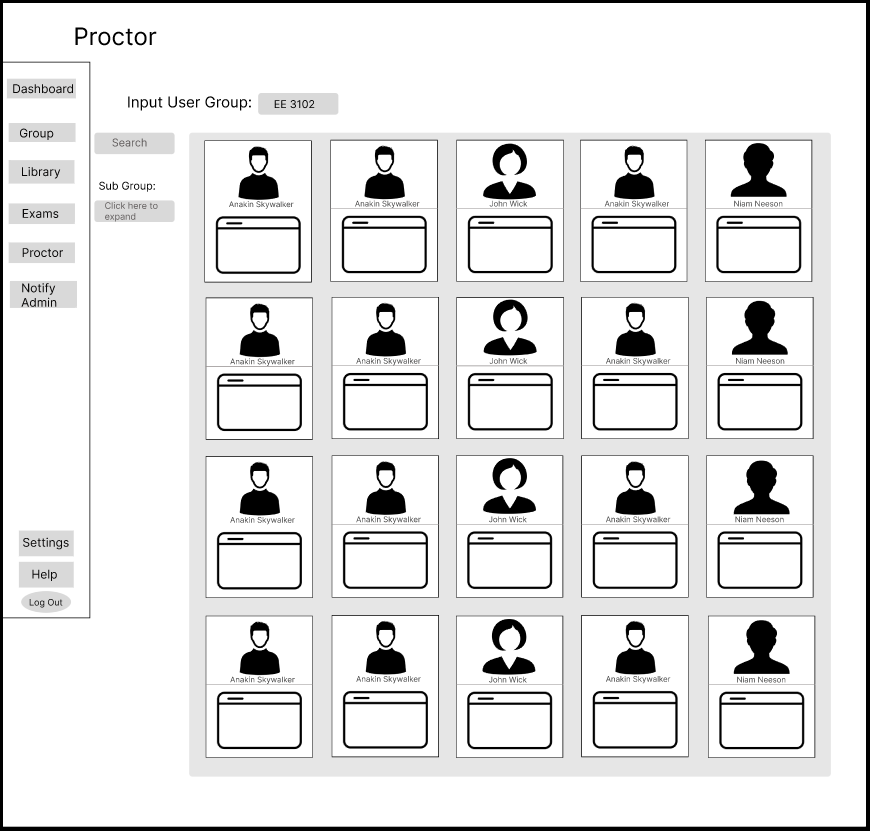 Proctor
Dashboard
Group
Library
Exams
Proctor
Notify
Admin
Settings
Help
Log Out
Input User Group: EE 3102
Search
Sub Group:
Click here to
expand
Anakin Skywalker Anakin Skywalker John Wick Anakin Skywalker Niam Neeson
Anakin Skywalker Anakin Skywalker John Wick Anakin Skywalker Niam Neeson
Anakin Skywalker Anakin Skywalker John Wick Anakin Skywalker Niam Neeson
Anakin Skywalker Anakin Skywalker John Wick Anakin Skywalker Niam Neeson